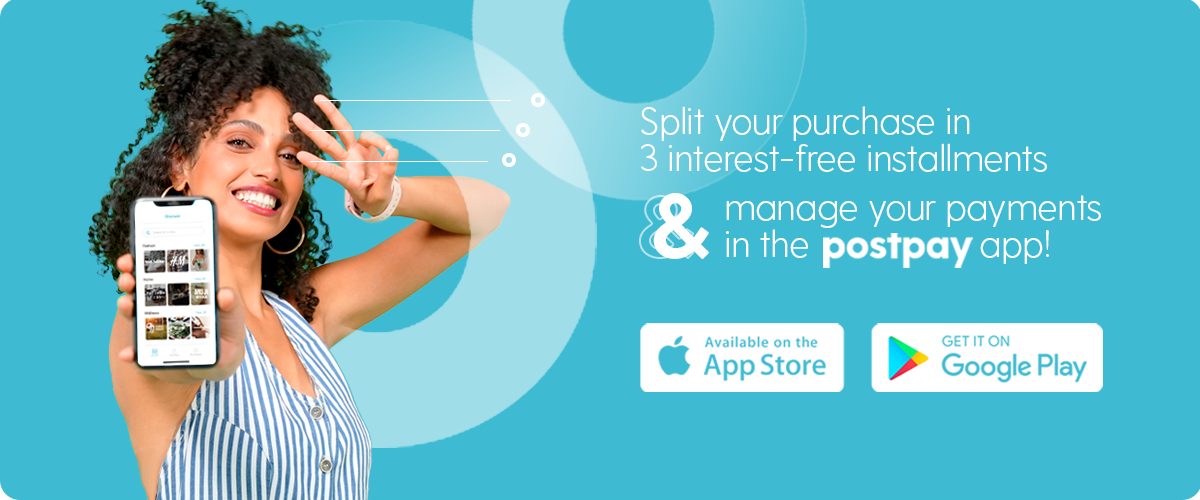 Split your purchase in
3 interest-free installments
& manage your payments
in the postpay app!
Available on the
App Store
GET IT ON
Google Play
Discover
H&M